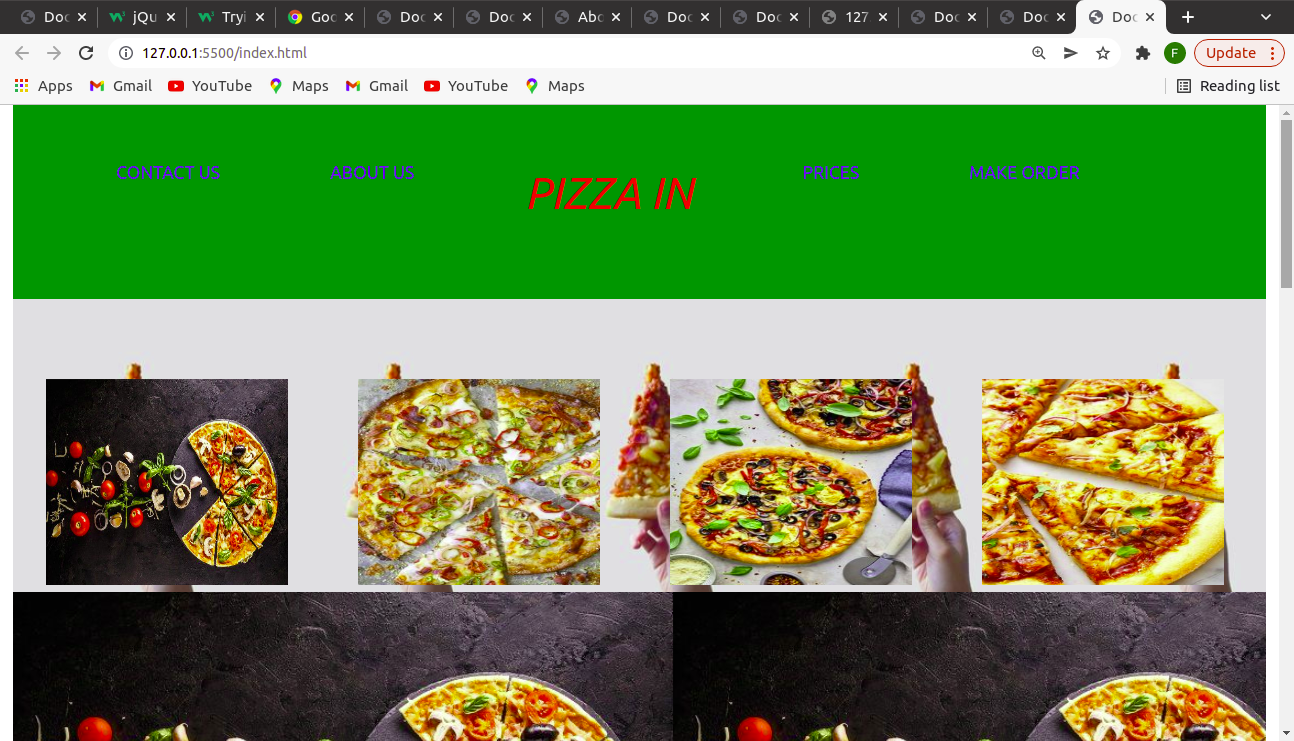 Doc jQu Tryi Goo Doc Doc Abo Doc Doc 127 Doc Doc Doc
127.0.0.1:5500/index.html F Update
Apps Gmail YouTube Maps Gmail YouTube Maps Reading list
CONTACT US ABOUT US PIZZA IN PRICES MAKE ORDER